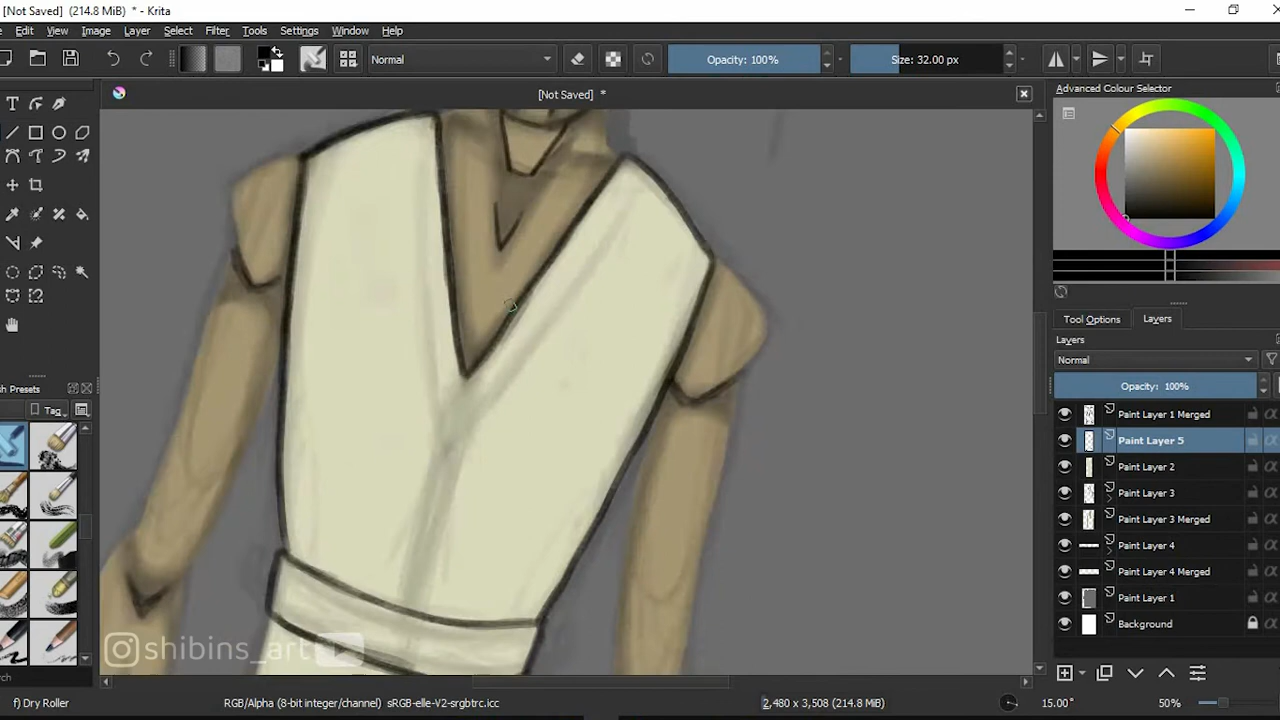 [Not Saved] (214.8 MiB) * - Krita
Edit View Image Layer Select Filter Tools Settings Window Help
Normal
Opacity: 100%
Size: 32.00 px
[Not Saved] *
Advanced Colour Selector
Tool Options Layers
Layers
Normal
Opacity: 100%
Paint Layer 1 Merged
Paint Layer 5
Paint Layer 2
Paint Layer 3
Paint Layer 3 Merged
Paint Layer 4
Paint Layer 4 Merged
Paint Layer 1
Background
sh Presets
Tag
shibins_art
rch
f) Dry Roller
RGB/Alpha (8-bit integer/channel) sRGB-elle-V2-srgbtrc.icc
2,480 x 3,508 (214.8 MiB)
15.00°
50%